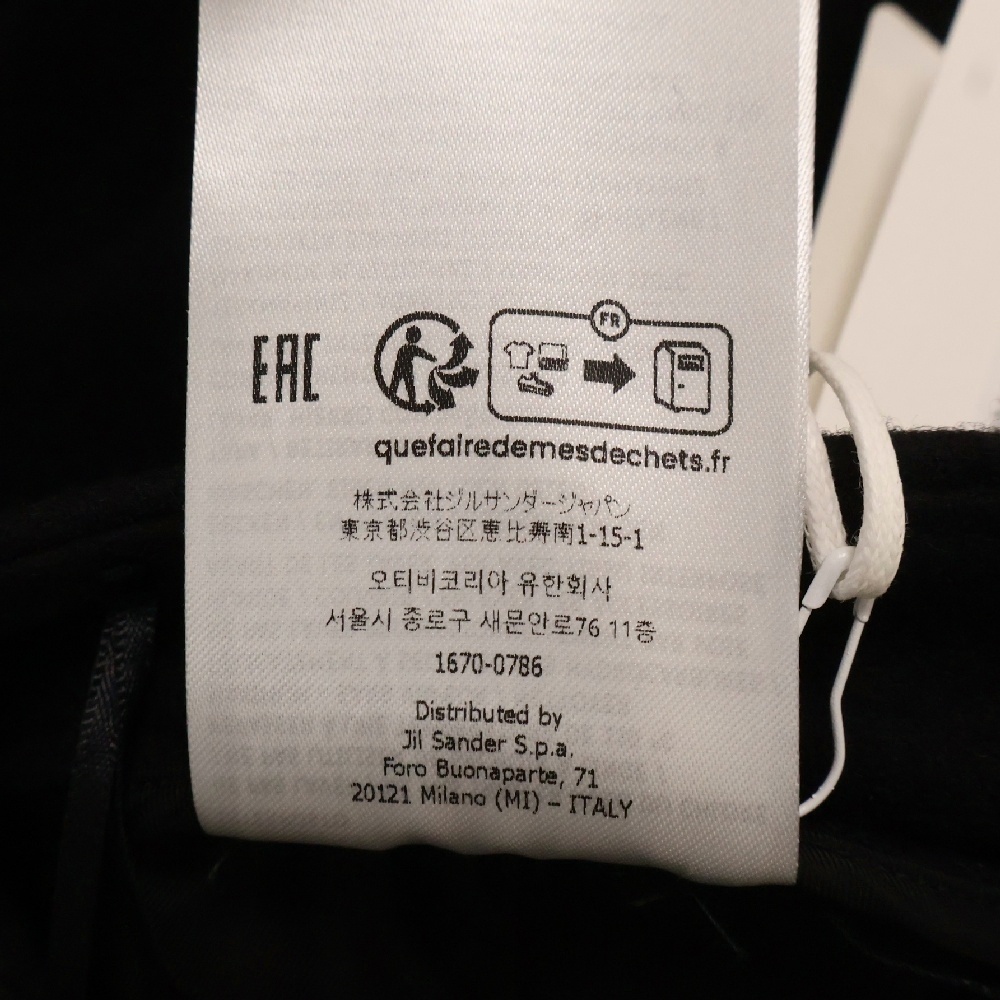 EAC
FR
quefairedemesdechets.fr
株式会社ジルサンダージャパン
東京都渋谷区恵比寿南1-15-1
오티비코리아 유한회사
서울시 종로구 새문안로76 11층
1670-0786
Distributed by
Jil Sander S.p.a.
Foro Buonaparte, 71
20121 Milano (MI) – ITALY